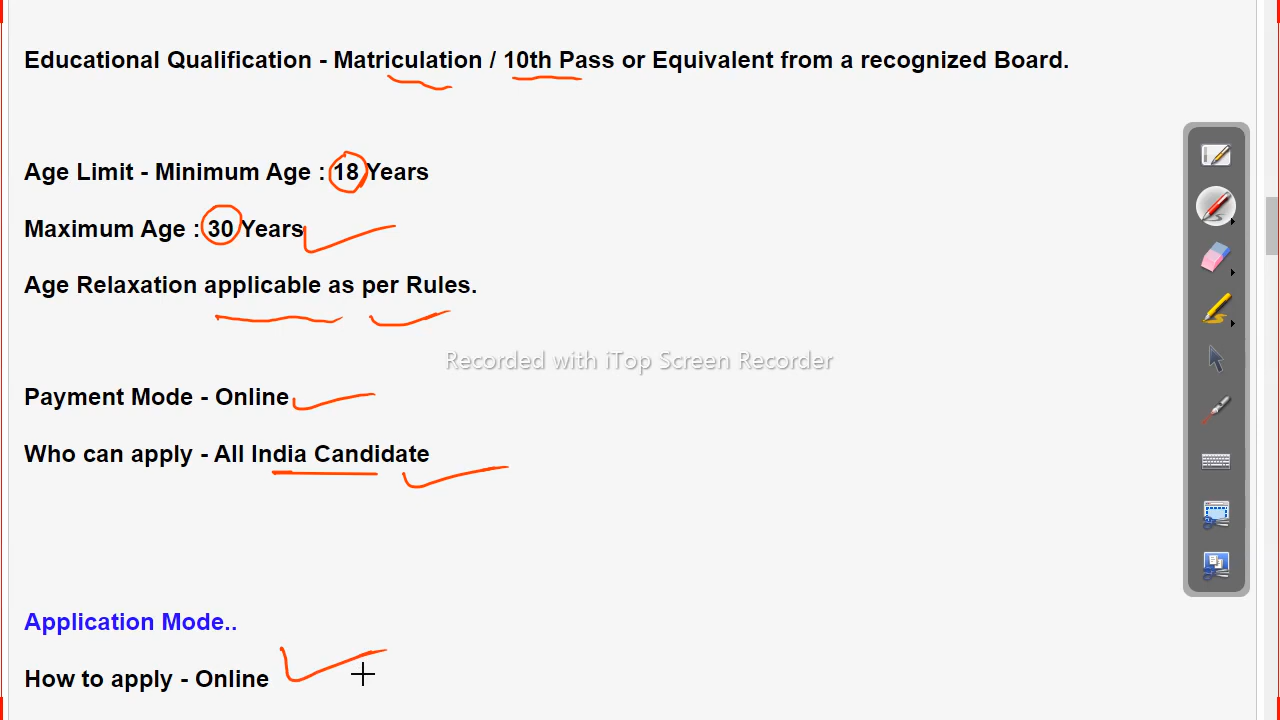 Educational Qualification - Matriculation / 10th Pass or Equivalent from a recognized Board.
Age Limit - Minimum Age : 18 Years
Maximum Age : 30 Years
Age Relaxation applicable as per Rules.
Recorded with iTop Screen Recorder
Payment Mode - Online
Who can apply - All India Candidate
Application Mode..
How to apply - Online